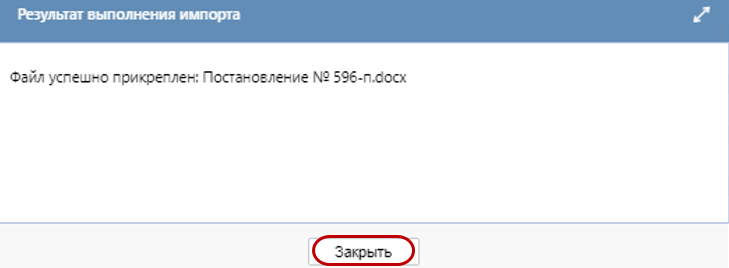 Результат выполнения импорта
Файл успешно прикреплен: Постановление № 596-п.docx
Закрыть